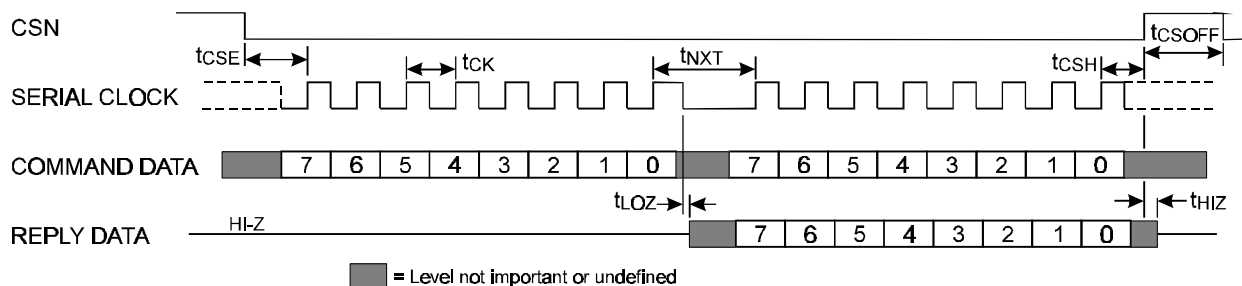 CSN
tCSOFF
tCSE
tCK
tNXT
tCSH
SERIAL CLOCK
COMMAND DATA
7 6 5 4 3 2 1 0 7 6 5 4 3 2 1 0
tLOZ
tHIZ
REPLY DATA
HI-Z
7 6 5 4 3 2 1 0
= Level not important or undefined